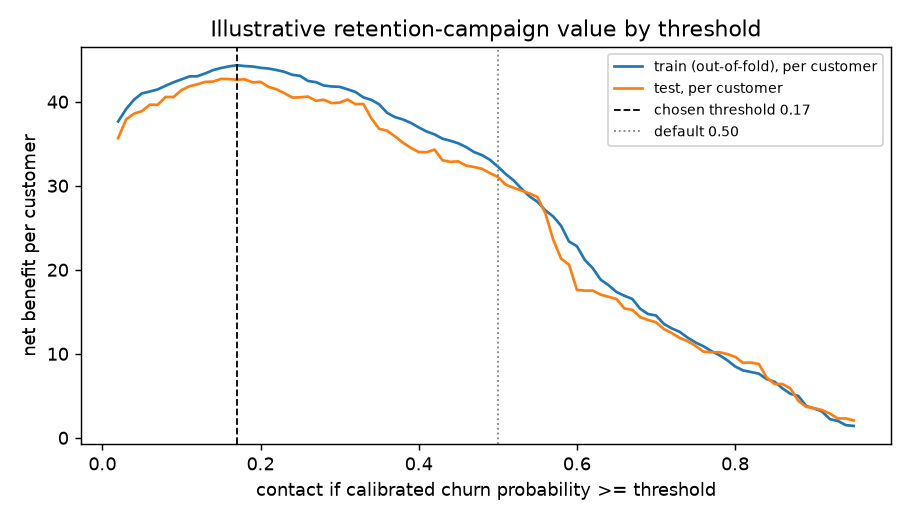 Illustrative retention-campaign value by threshold
train (out-of-fold), per customer
test, per customer
chosen threshold 0.17
default 0.50
net benefit per customer
40
30
20
10
0
0.0 0.2 0.4 0.6 0.8
contact if calibrated churn probability >= threshold